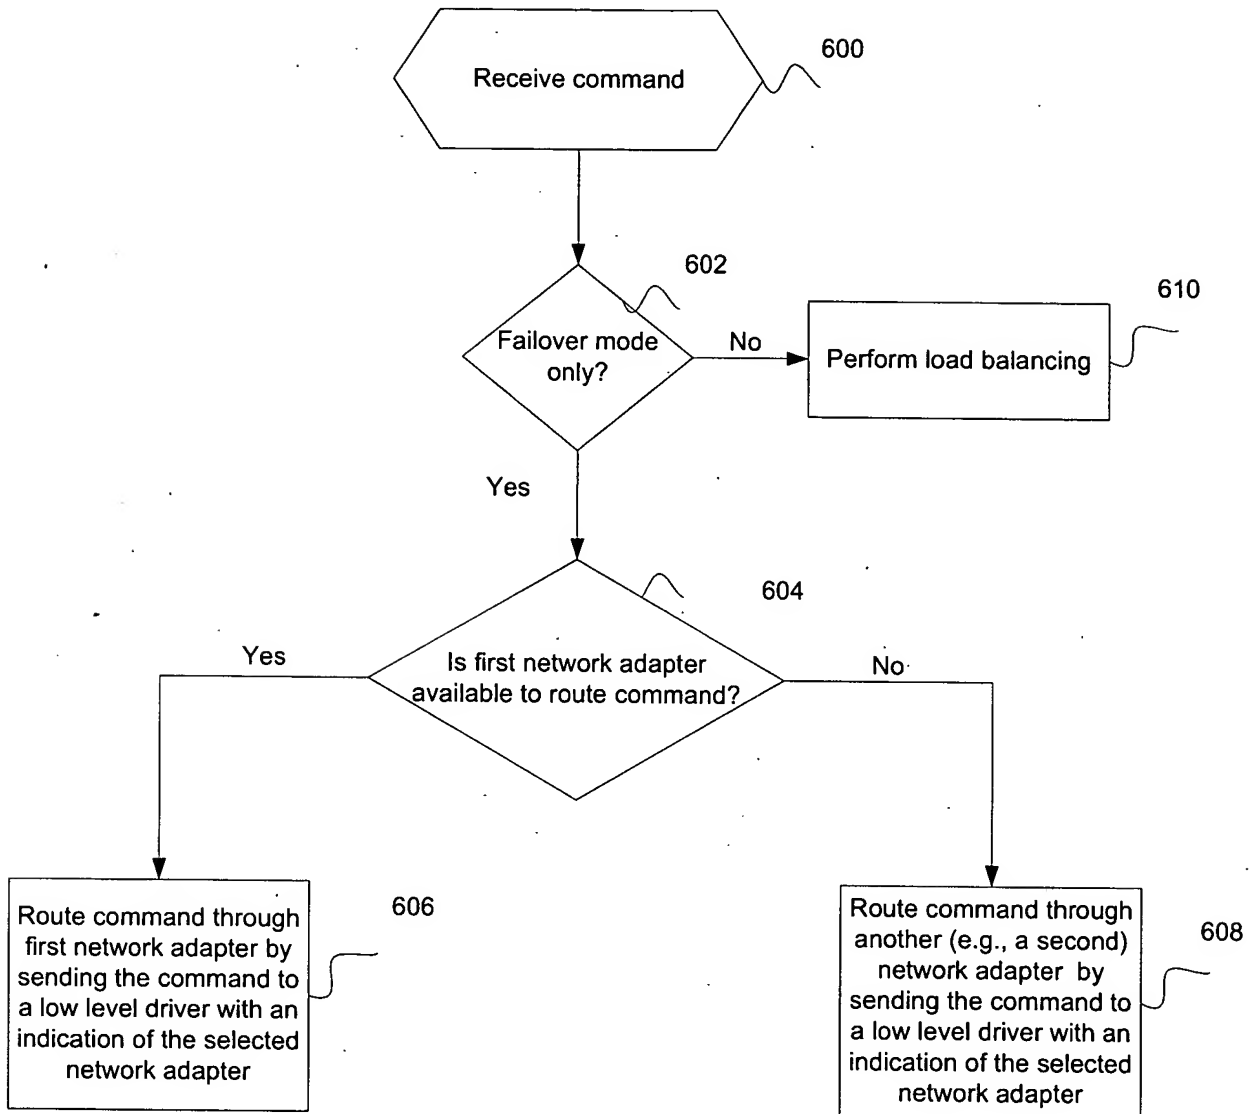 600
Receive command
602
Failover mode
only?
No
610
Perform load balancing
Yes
604
Is first network adapter
available to route command?
Yes
No
606
Route command through
first network adapter by
sending the command to
a low level driver with an
indication of the selected
network adapter
608
Route command through
another (e.g., a second)
network adapter by
sending the command to
a low level driver with an
indication of the selected
network adapter